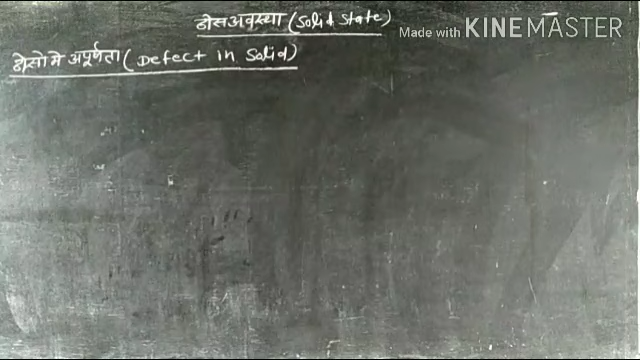 ठोस अवस्था (Solid State)
Made with KINEMASTER
ठोसो मे अपूर्णता (Defect in Solid)